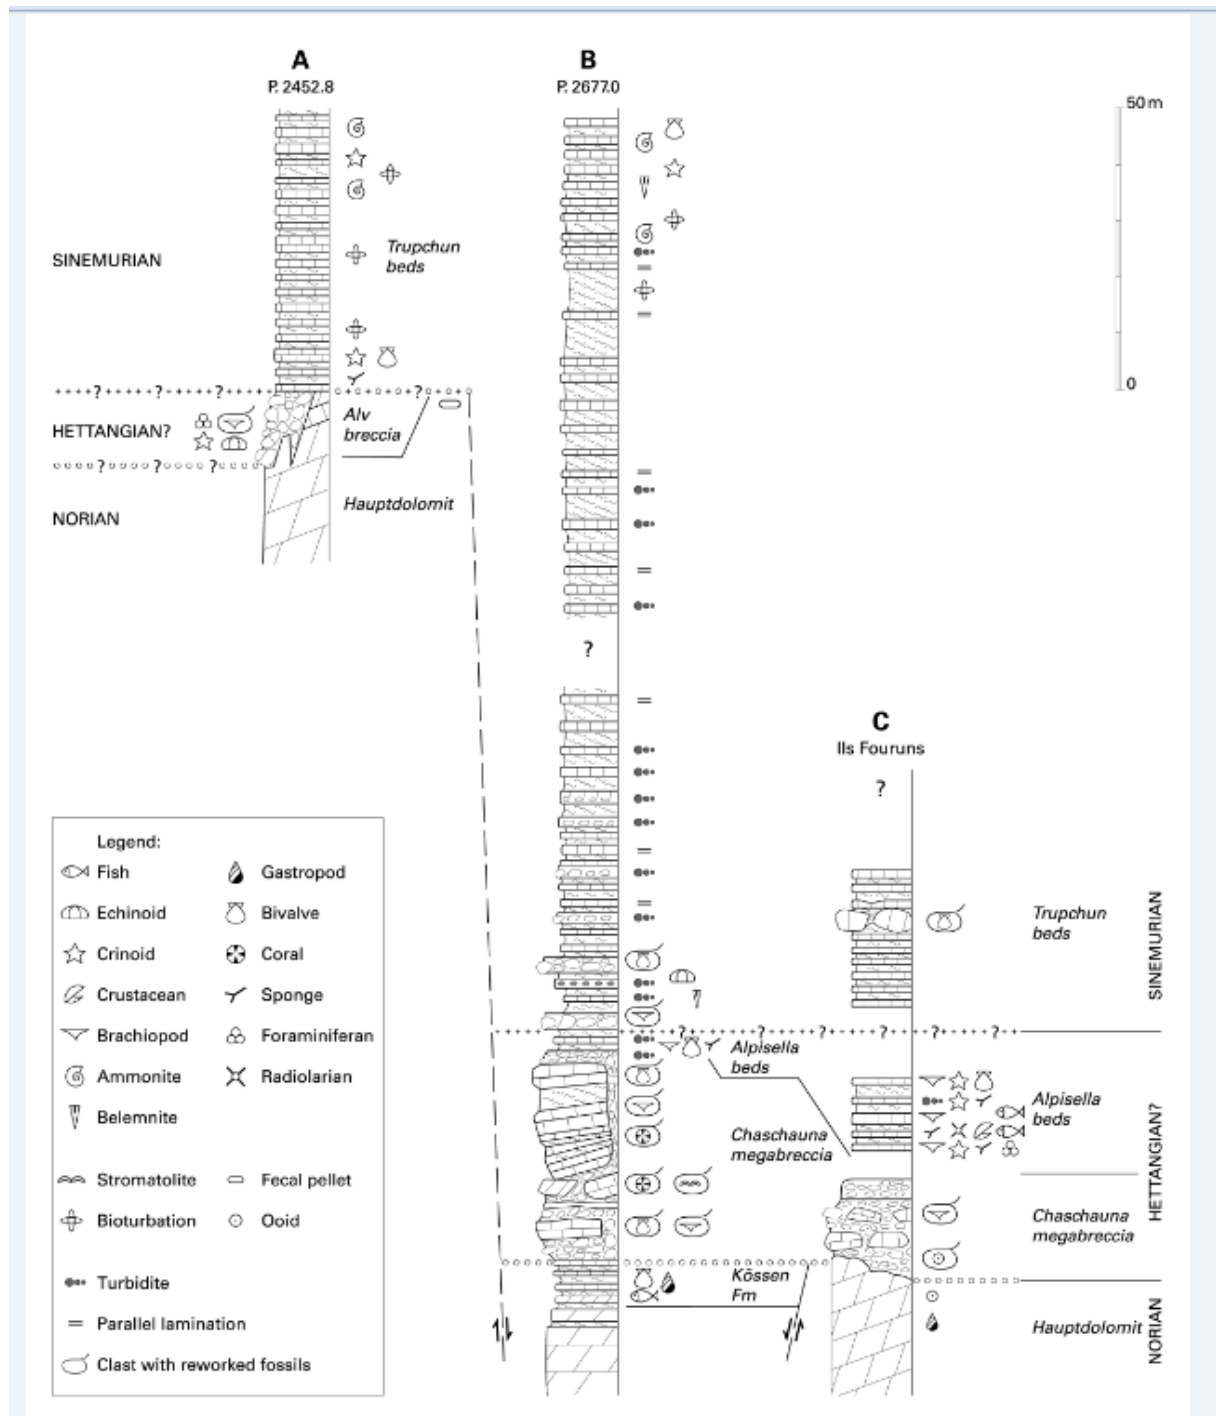 A
P. 2452.8
B
P. 2677.0
50 m
0
SINEMURIAN
Trupchun
beds
?
?
?
?
HETTANGIAN?
Alv
breccia
?
?
NORIAN
Hauptdolomit
?
C
Ils Fouruns
?
Trupchun
beds
SINEMURIAN
?
?
?
?
?
?
Alpisella
beds
Alpisella
beds
Chaschauna
megabreccia
HETTANGIAN?
Chaschauna
megabreccia
Kössen
Fm
Hauptdolomit
NORIAN
Legend:
Fish
Gastropod
Echinoid
Bivalve
Crinoid
Coral
Crustacean
Sponge
Brachiopod
Foraminiferan
Ammonite
Radiolarian
Belemnite
Stromatolite
Fecal pellet
Bioturbation
Ooid
Turbidite
Parallel lamination
Clast with reworked fossils